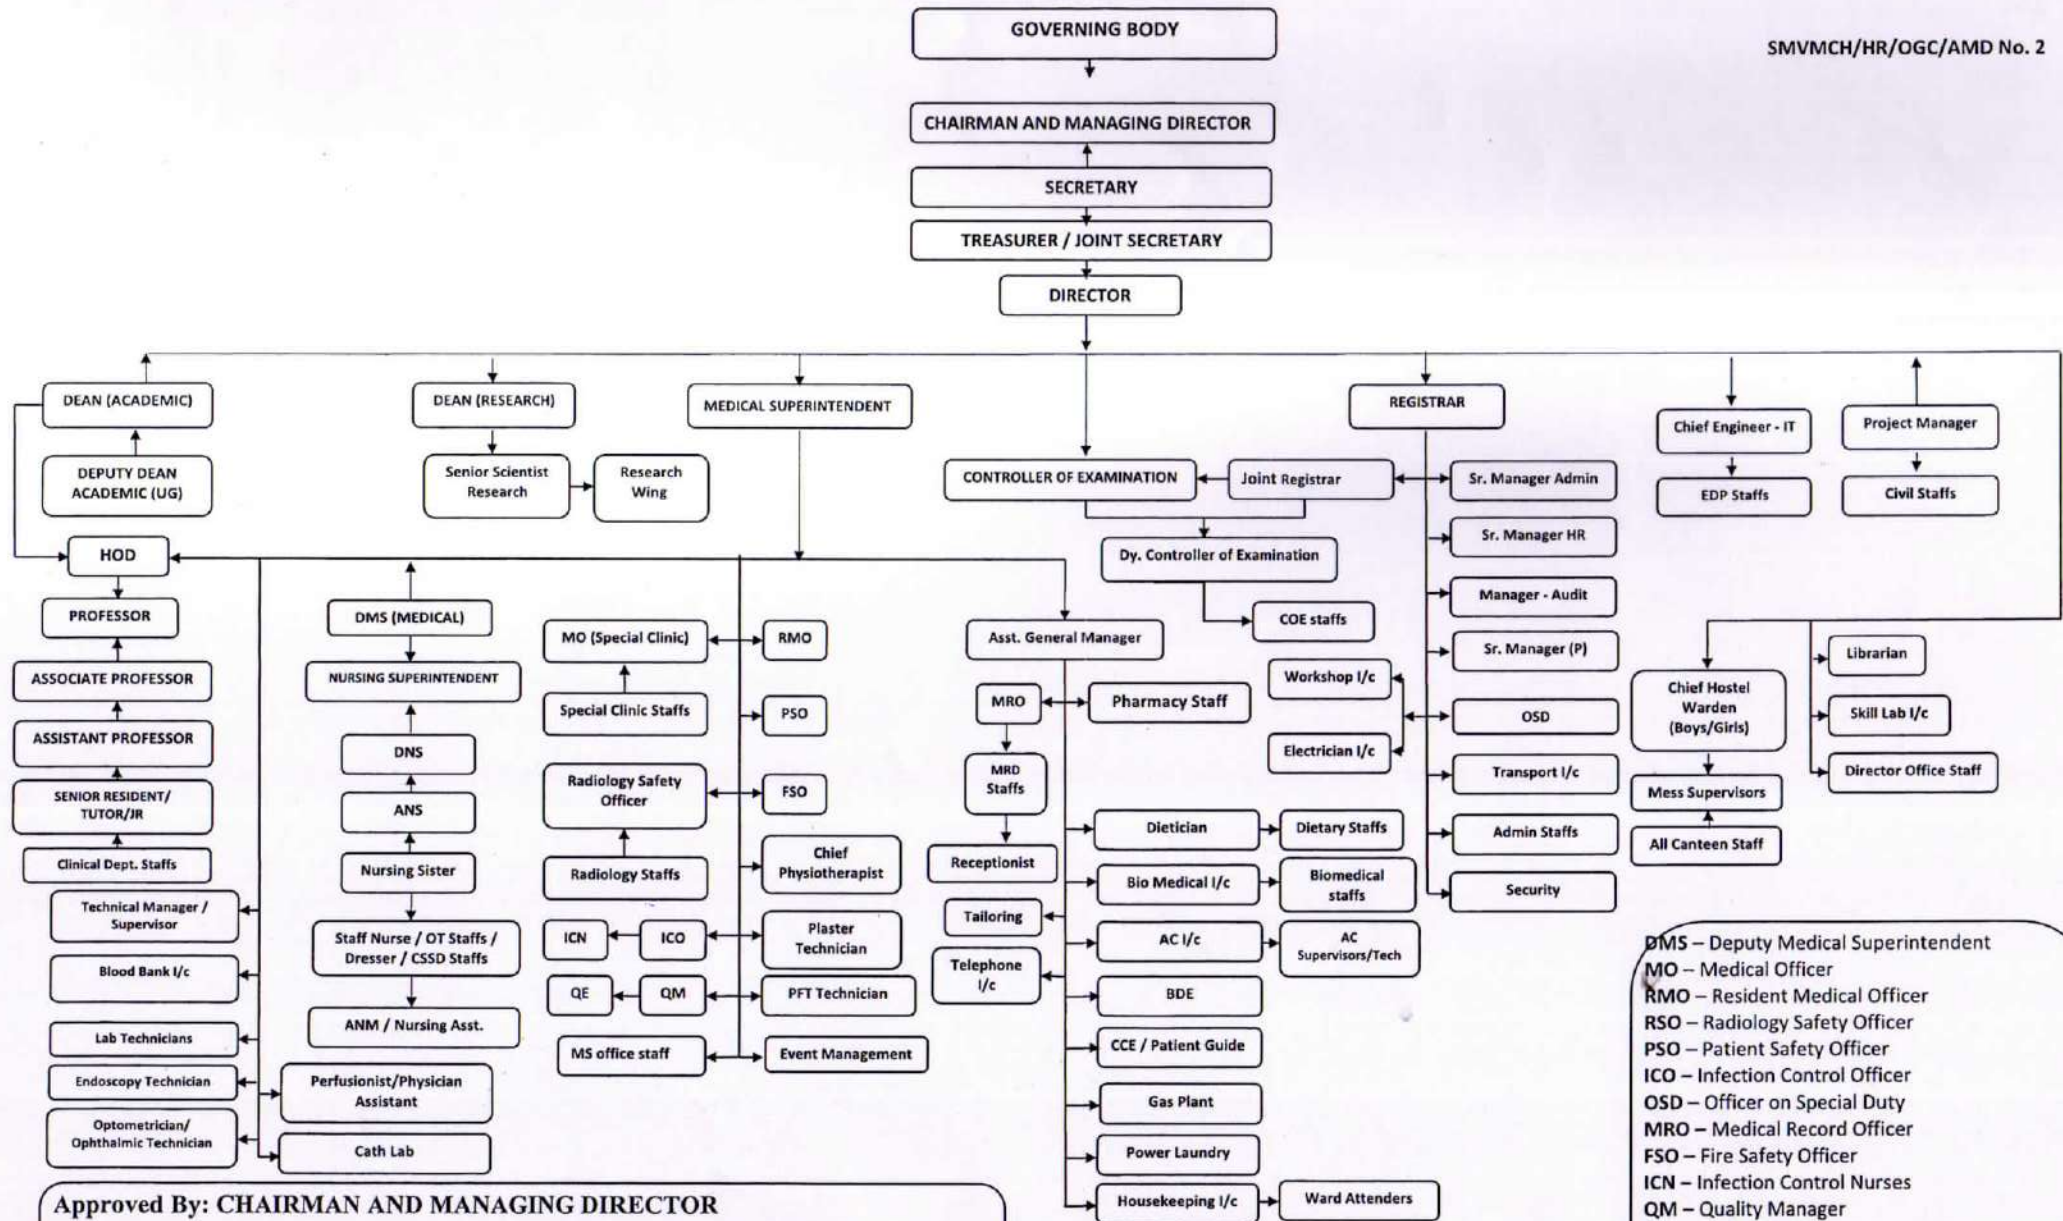 GOVERNING BODY
SMVMCH/HR/OGC/AMD No. 2
CHAIRMAN AND MANAGING DIRECTOR
SECRETARY
TREASURER / JOINT SECRETARY
DIRECTOR
DEAN (ACADEMIC)
DEAN (RESEARCH)
MEDICAL SUPERINTENDENT
REGISTRAR
Chief Engineer - IT
Project Manager
DEPUTY DEAN
ACADEMIC (UG)
Senior Scientist
Research
Research
Wing
CONTROLLER OF EXAMINATION
Joint Registrar
Sr. Manager Admin
EDP Staffs
Civil Staffs
HOD
Dy. Controller of Examination
Sr. Manager HR
PROFESSOR
DMS (MEDICAL)
MO (Special Clinic)
RMO
Asst. General Manager
COE staffs
Manager - Audit
Sr. Manager (P)
Librarian
ASSOCIATE PROFESSOR
NURSING SUPERINTENDENT
Special Clinic Staffs
PSO
MRO
Pharmacy Staff
Workshop I/c
OSD
Chief Hostel
Warden
(Boys/Girls)
Skill Lab I/c
ASSISTANT PROFESSOR
DNS
Electrician I/c
Radiology Safety
Officer
FSO
MRD
Staffs
Transport I/c
Director Office Staff
SENIOR RESIDENT/
TUTOR/JR
ANS
Mess Supervisors
Dietician
Dietary Staffs
Admin Staffs
All Canteen Staff
Clinical Dept. Staffs
Nursing Sister
Radiology Staffs
Chief
Physiotherapist
Receptionist
Bio Medical I/c
Biomedical
staffs
Security
Technical Manager /
Supervisor
Staff Nurse / OT Staffs /
Dresser / CSSD Staffs
ICN
ICO
Plaster
Technician
Tailoring
AC I/c
AC
Supervisors/Tech
Blood Bank I/c
QE
QM
PFT Technician
Telephone
I/c
BDE
Lab Technicians
ANM / Nursing Asst.
MS office staff
Event Management
CCE / Patient Guide
Endoscopy Technician
Perfusionist/Physician
Assistant
Gas Plant
Optometrician/
Ophthalmic Technician
Cath Lab
Power Laundry
Housekeeping I/c
Ward Attenders
DMS – Deputy Medical Superintendent
MO – Medical Officer
RMO – Resident Medical Officer
RSO – Radiology Safety Officer
PSO – Patient Safety Officer
ICO – Infection Control Officer
OSD – Officer on Special Duty
MRO – Medical Record Officer
FSO – Fire Safety Officer
ICN – Infection Control Nurses
QM – Quality Manager
Approved By: CHAIRMAN AND MANAGING DIRECTOR